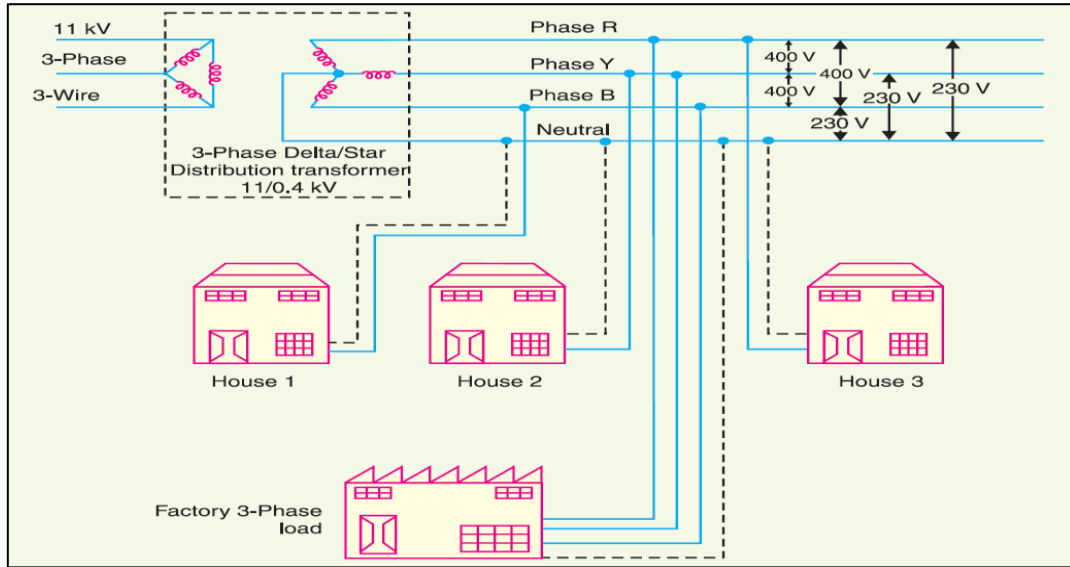 11 kV
3-Phase
3-Wire
3-Phase Delta/Star
Distribution transformer
11/0.4 kV
Phase R
Phase Y
Phase B
Neutral
400 V
400 V
400 V
230 V
230 V
230 V
House 1
House 2
House 3
Factory 3-Phase
load